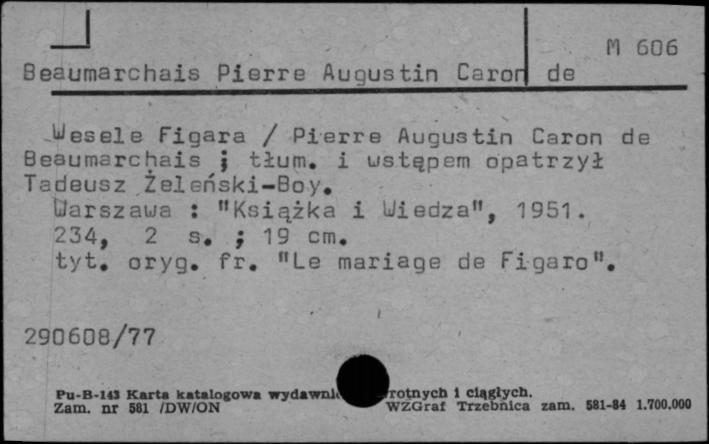 M 606
Beaumarchais Pierre Augustin Caron de
Wesele Figara / Pierre Augustin Caron de
Beaumarchais ; tłum. i wstępem opatrzył
Tadeusz Żeleński-Boy.
Warszawa : "Książka i Wiedza", 1951.
234, 2 s. ; 19 cm.
tyt. oryg. fr. "Le mariage de Figaro".
290608/77
Pu-B-143 Karta katalogowa ciągłych.
Zam. nr 581 /DW/ON WZGraf Trzebnica zam. 581-84 1.700.000